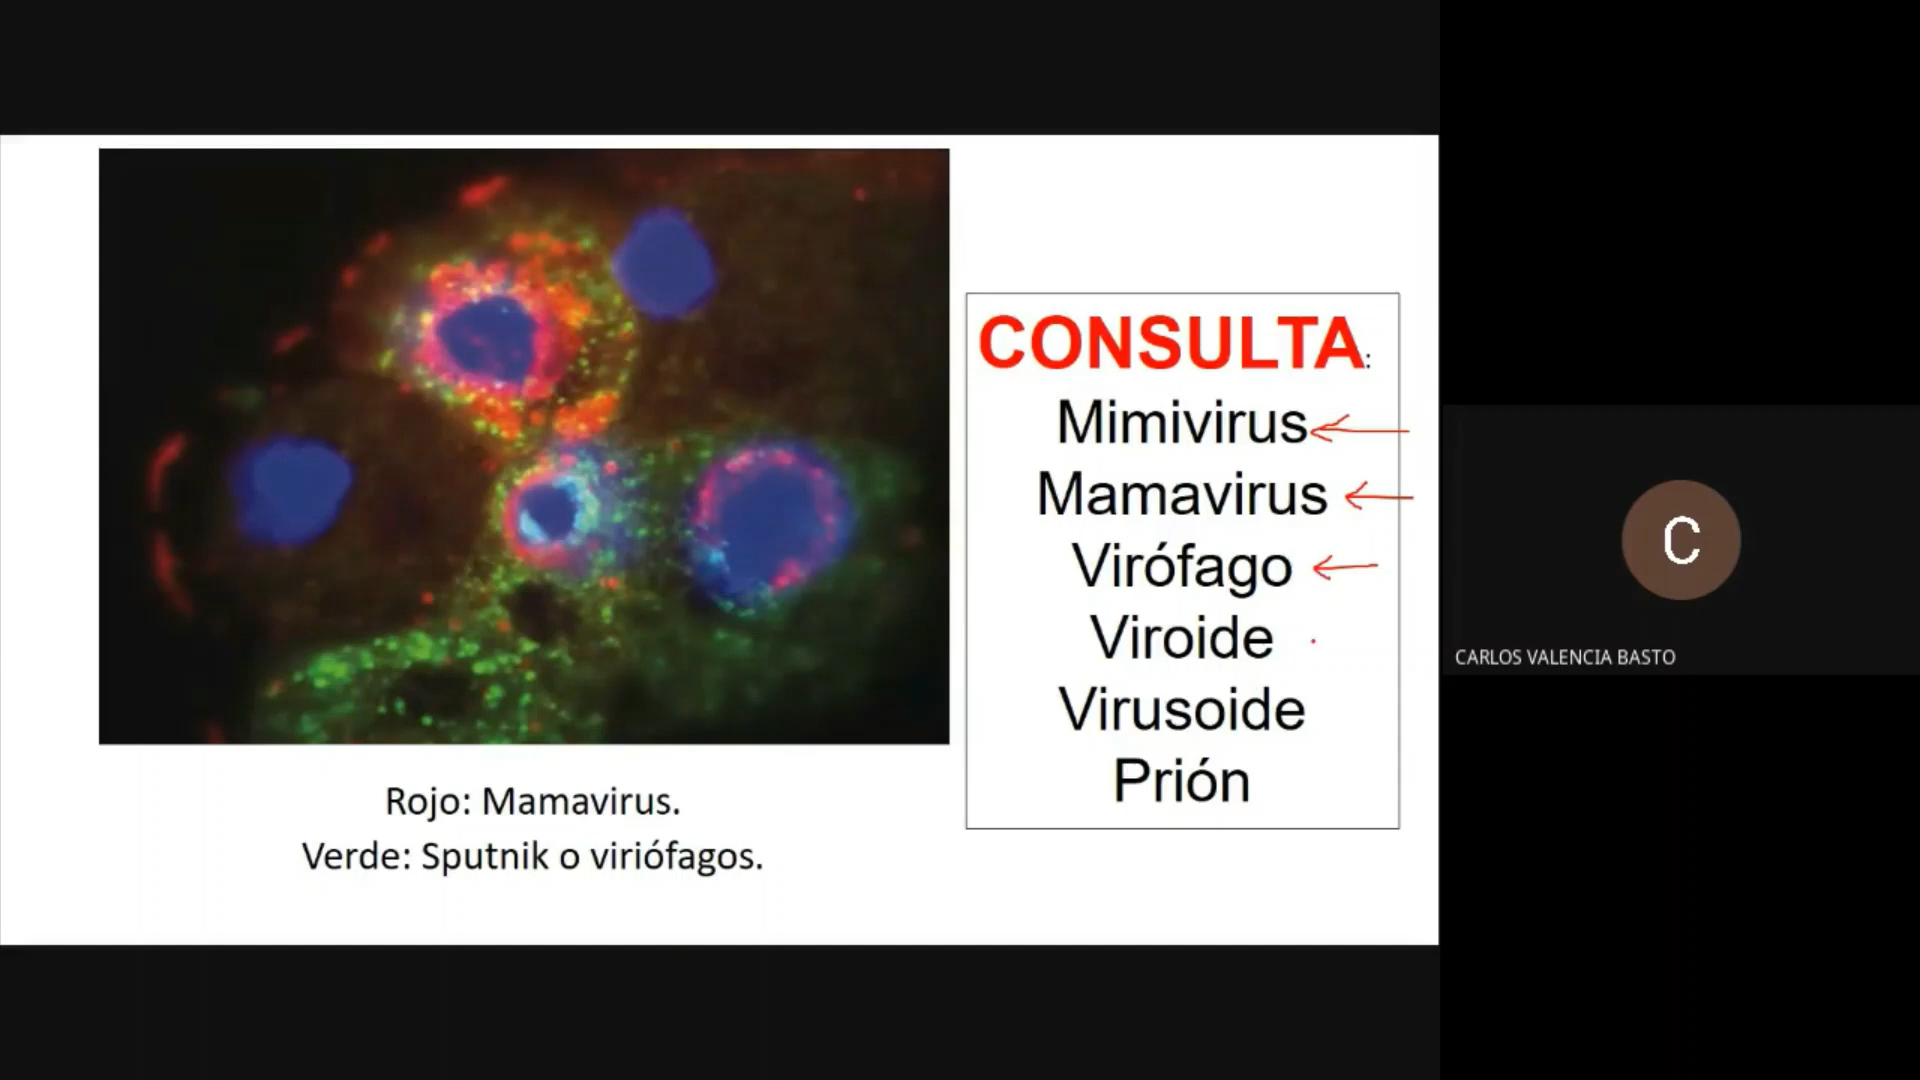 CONSULTA:
Mimivirus
Mamavirus
Virófago
Viroide
Virusoide
Prión
Rojo: Mamavirus.
Verde: Sputnik o viriófagos.
C
CARLOS VALENCIA BASTO